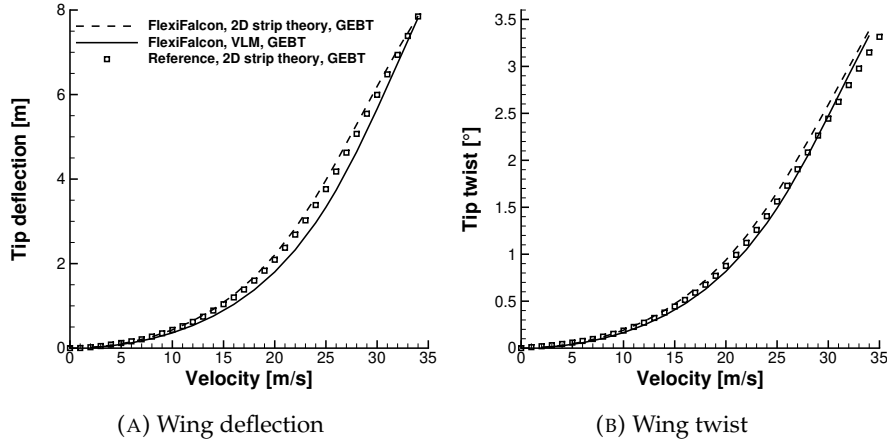 8
6
4
2
0
0 5 10 15 20 25 30 35
Tip deflection [m]
Velocity [m/s]
FlexiFalcon, 2D strip theory, GEBT
FlexiFalcon, VLM, GEBT
Reference, 2D strip theory, GEBT
(A) Wing deflection
3.5
3
2.5
2
1.5
1
0.5
0
0 5 10 15 20 25 30 35
Tip twist [°]
Velocity [m/s]
(B) Wing twist